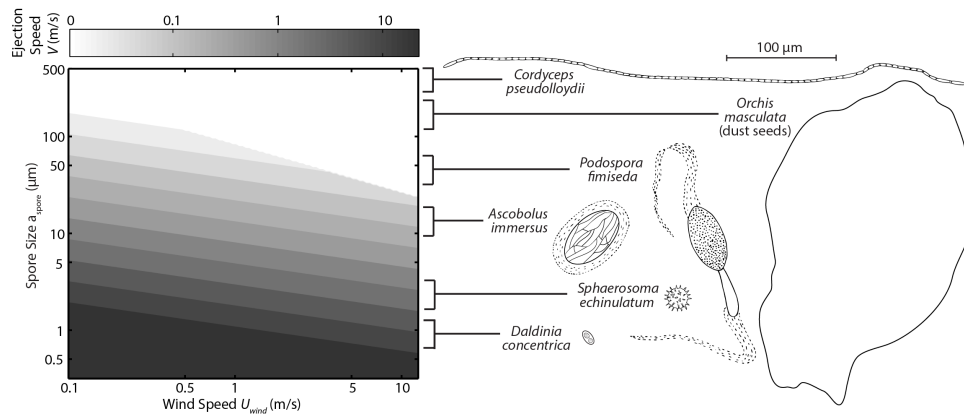 Ejection
Speed
V (m/s)
0
0.1
1
10
500
100
50
10
5
1
0.5
Spore Size a_spore (μm)
0.1
0.5
1
5
10
Wind Speed U_wind (m/s)
100 μm
Cordyceps
pseudolloydii
Orchis
masculata
(dust seeds)
Podospora
fimiseda
Ascobolus
immersus
Sphaerosoma
echinulatum
Daldinia
concentrica